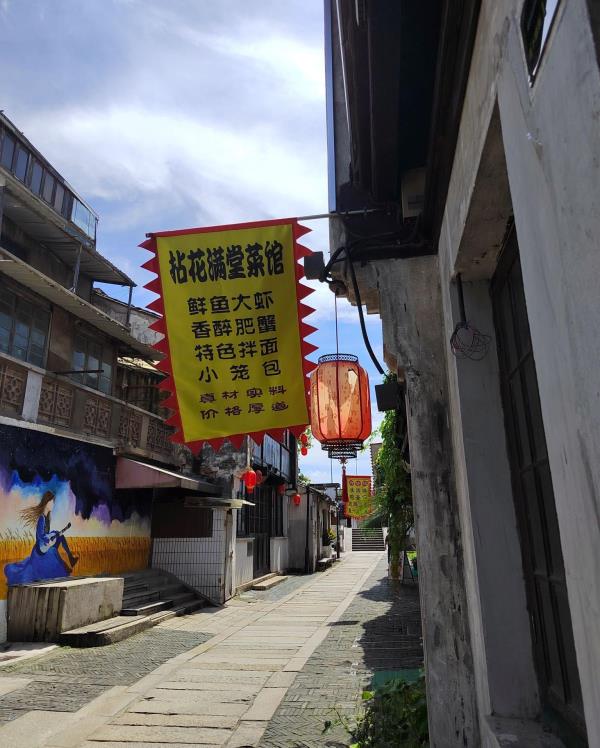 拈花满堂菜馆
鲜鱼大虾
香醉肥蟹
特色拌面
小笼包
真材实料
价格厚道